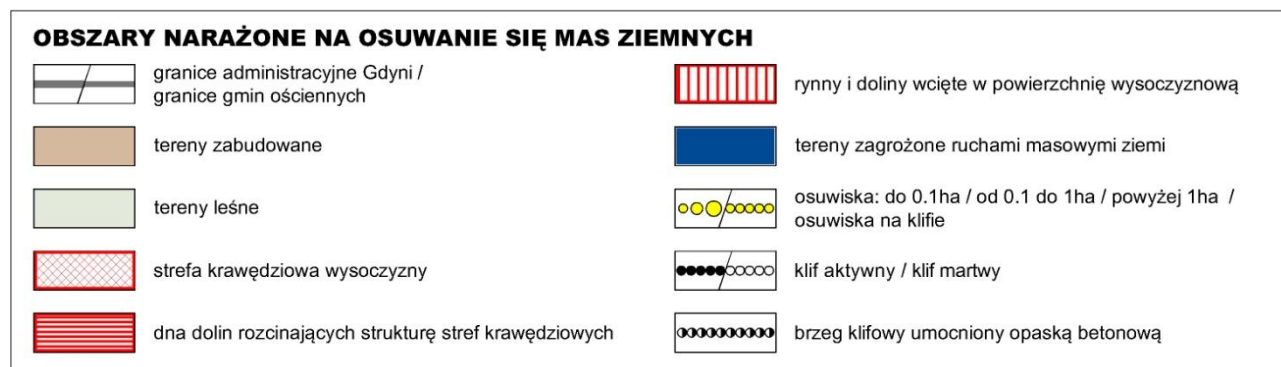 OBSZARY NARAŻONE NA OSUWANIE SIĘ MAS ZIEMNYCH
granice administracyjne Gdyni /
granice gmin ościennych
tereny zabudowane
tereny leśne
strefa krawędziowa wysoczyzny
dna dolin rozcinających strukturę stref krawędziowych
rynny i doliny wcięte w powierzchnię wysoczyznową
tereny zagrożone ruchami masowymi ziemi
osuwiska: do 0.1ha / od 0.1 do 1ha / powyżej 1ha /
osuwiska na klifie
klif aktywny / klif martwy
brzeg klifowy umocniony opaską betonową